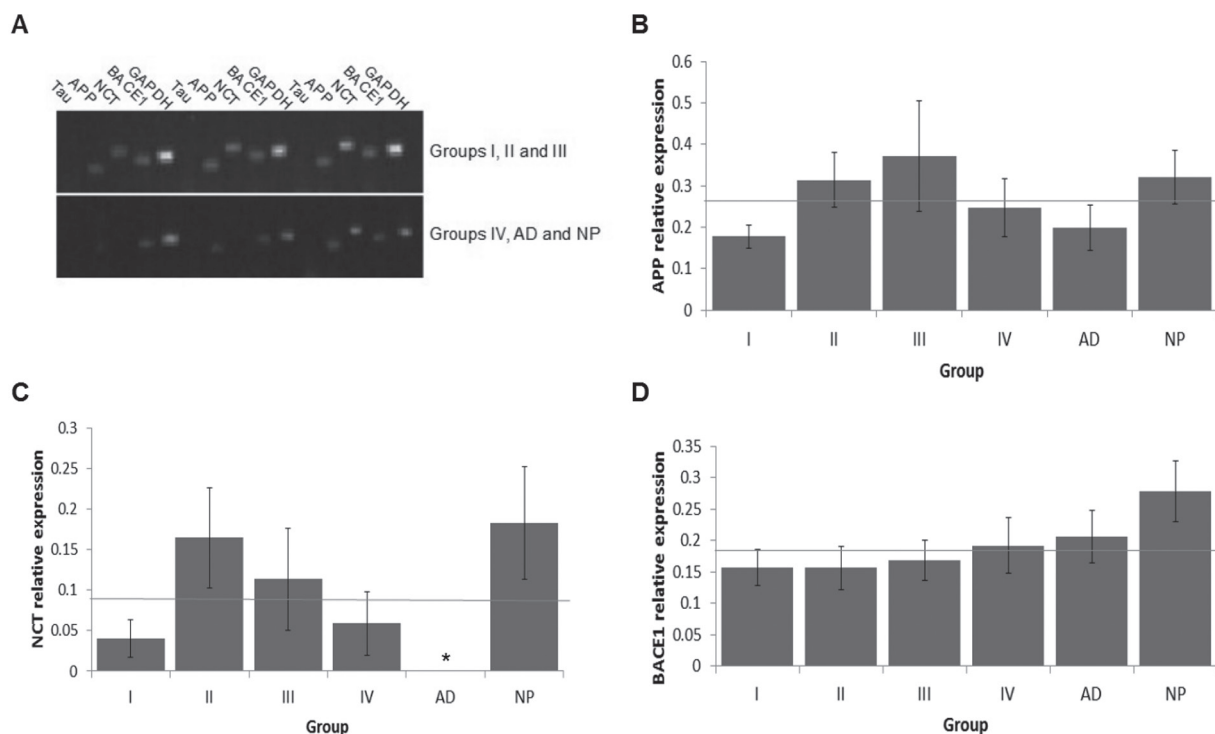 A
Tau APP NCT BACE1 GAPDH Tau APP NCT BACE1 GAPDH Tau APP NCT BACE1 GAPDH
Groups I, II and III
Groups IV, AD and NP
B
APP relative expression
0.6
0.5
0.4
0.3
0.2
0.1
0
I II III IV AD NP
Group
C
NCT relative expression
0.3
0.25
0.2
0.15
0.1
0.05
0
*
I II III IV AD NP
Group
D
BACE1 relative expression
0.35
0.3
0.25
0.2
0.15
0.1
0.05
0
I II III IV AD NP
Group